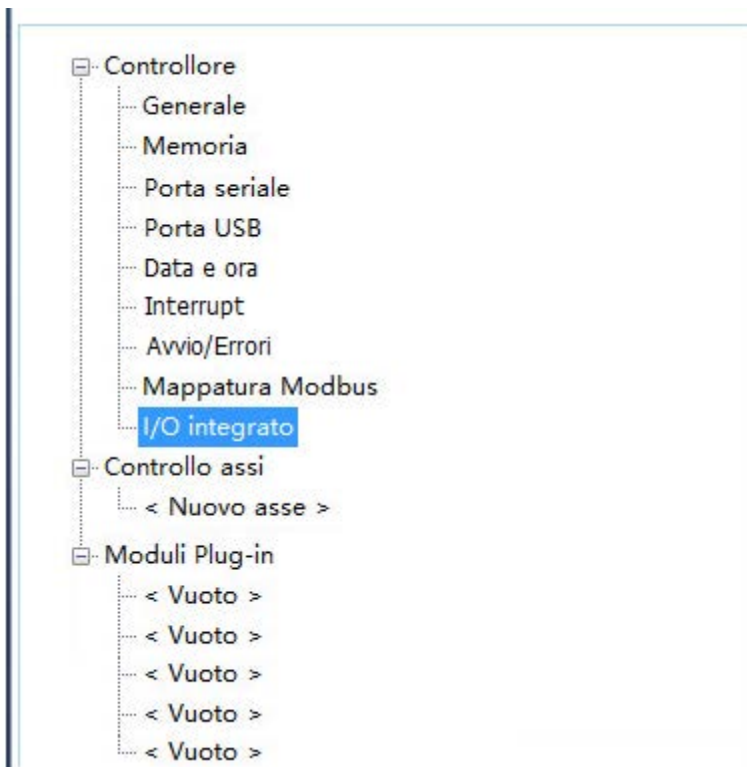 Controllore
Generale
Memoria
Porta seriale
Porta USB
Data e ora
Interrupt
Avvio/Errori
Mappatura Modbus
I/O integrato
Controllo assi
< Nuovo asse >
Moduli Plug-in
< Vuoto >
< Vuoto >
< Vuoto >
< Vuoto >
< Vuoto >